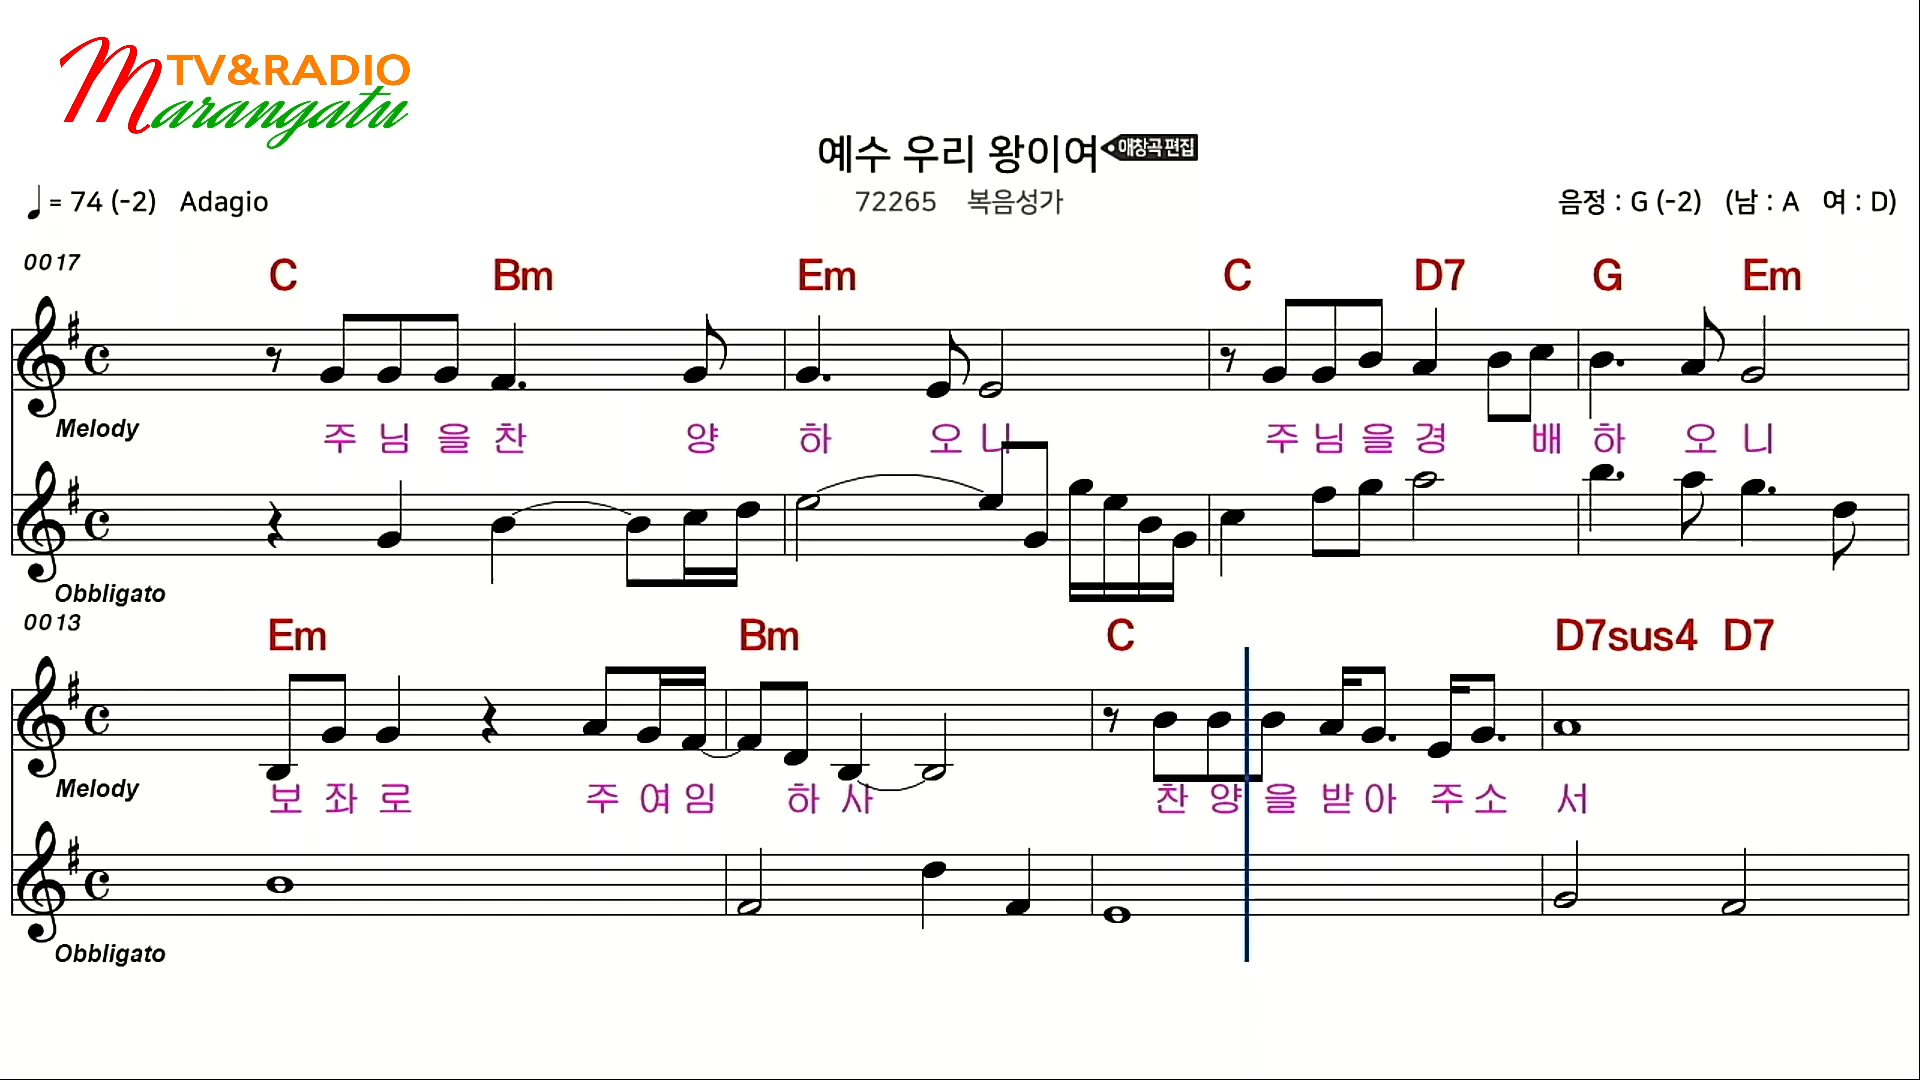 TV&RADIO
Marangatu
예수 우리 왕이여 애창곡 편집
= 74 (-2) Adagio 72265 복음성가 음정 : G (-2) (남 : A 여 : D)
0017
C Bm Em C D7 G Em
Melody
주 님 을 찬 양 하 오 니 주 님 을 경 배 하 오 니
Obbligato
0013
Em Bm C D7sus4 D7
Melody
보 좌 로 주 여 임 하 사 찬 양 을 받 아 주 소 서
Obbligato